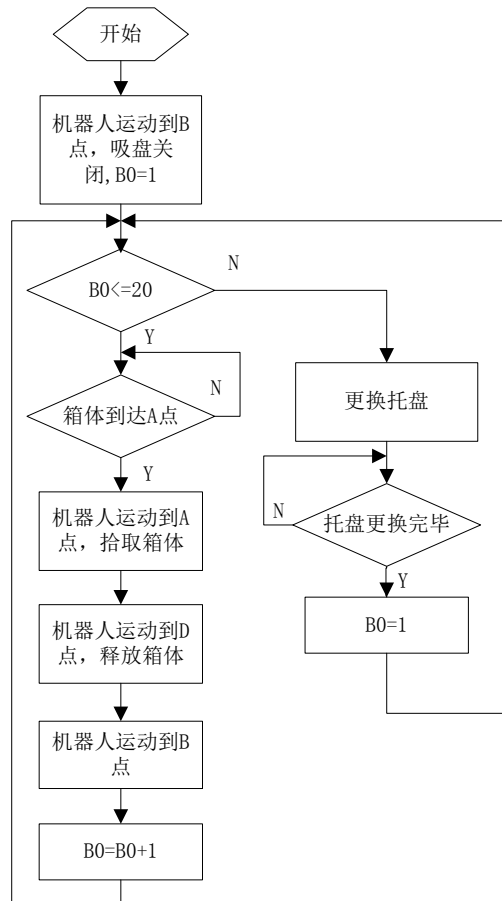 开始
机器人运动到B
点，吸盘关
闭,B0=1
B0<=20
N
Y
箱体到达A点
N
Y
机器人运动到A
点，拾取箱体
机器人运动到D
点，释放箱体
机器人运动到B
点
B0=B0+1
更换托盘
托盘更换完毕
N
Y
B0=1